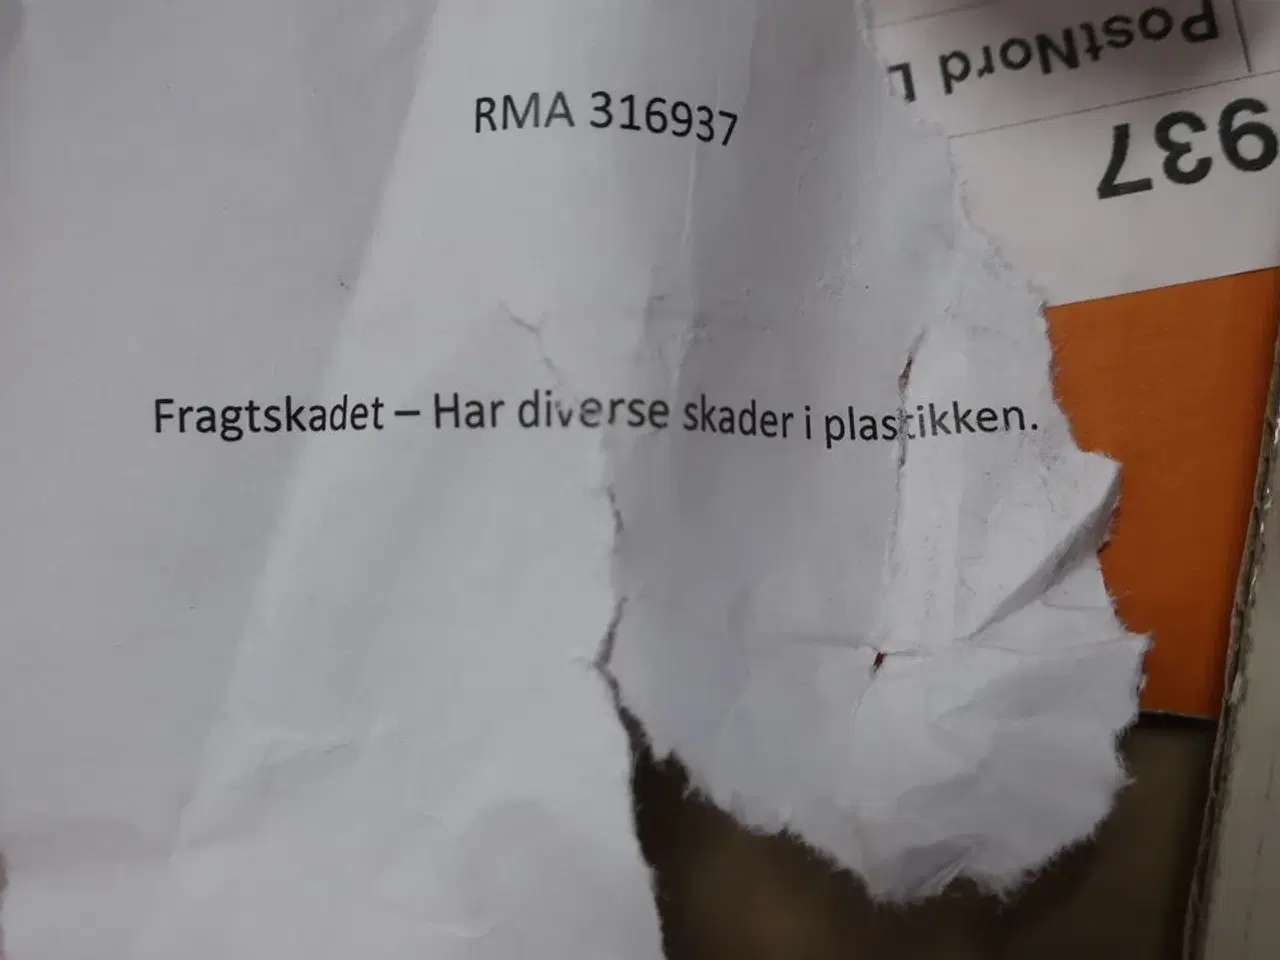 RMA 316937
Fragtskadet – Har diverse skader i plastikken.
PostNord L
937